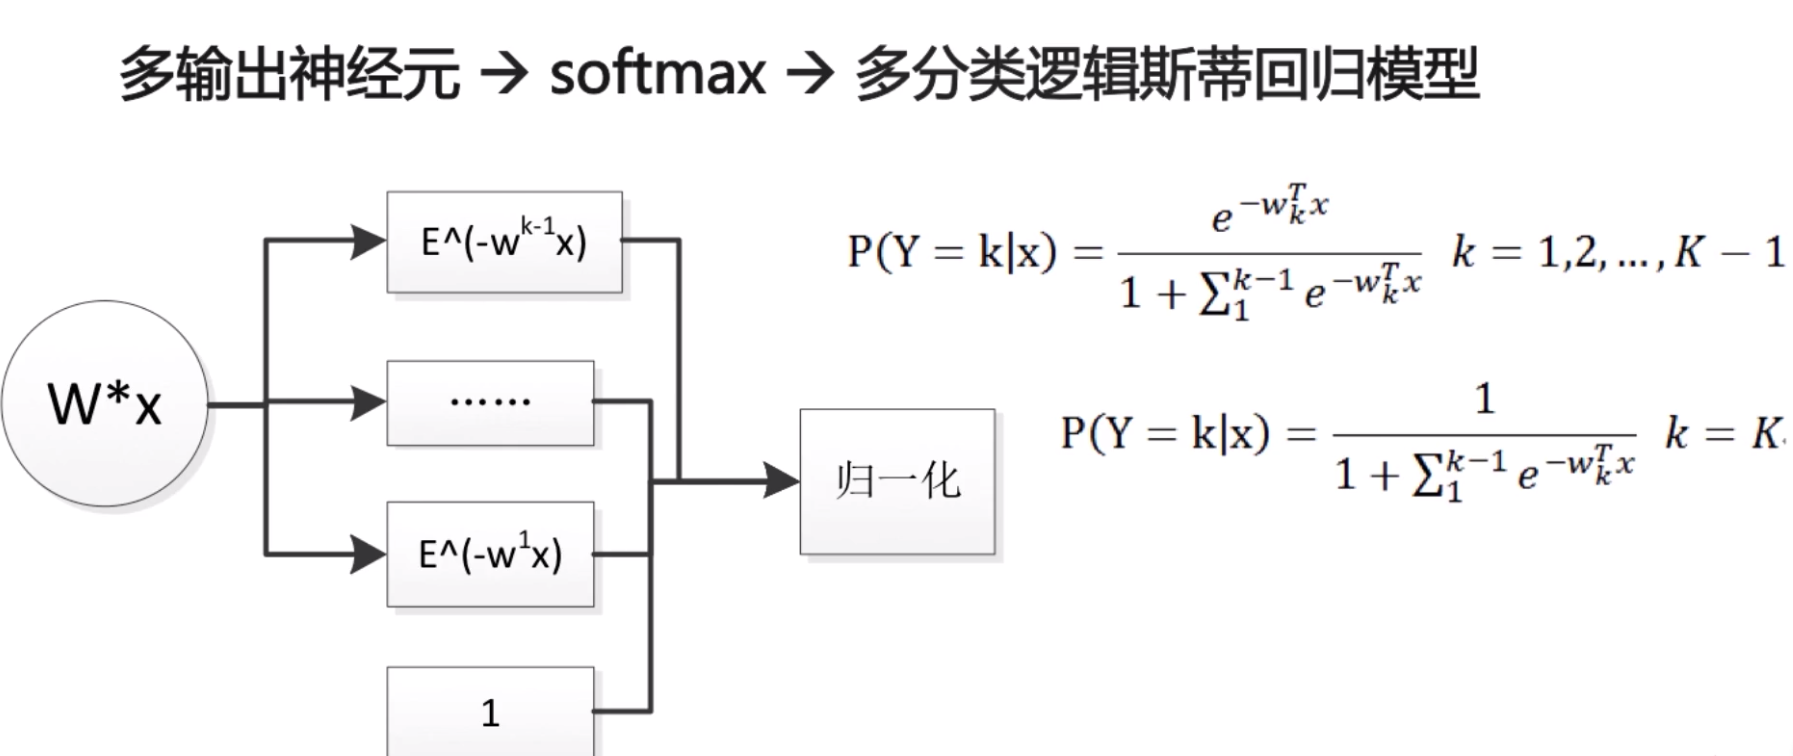 多输出神经元 → softmax → 多分类逻辑斯蒂回归模型
W*x
E^(-w^{k-1}x)
······
E^(-w^{1}x)
1
归一化
P(Y = k|x) = \frac{e^{-w_k^T x}}{1 + \sum_1^{k-1} e^{-w_k^T x}} k = 1,2, ..., K − 1
P(Y = k|x) = \frac{1}{1 + \sum_1^{k-1} e^{-w_k^T x}} k = K